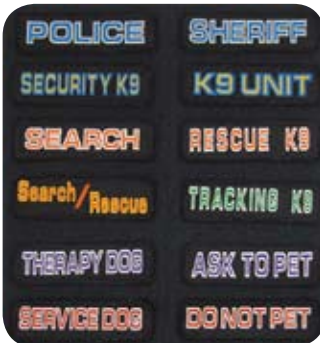 POLICE SHERIFF
SECURITY K9 K9 UNIT
SEARCH RESCUE K9
Search/Rescue TRACKING K9
THERAPY DOG ASK TO PET
SERVICE DOG DO NOT PET